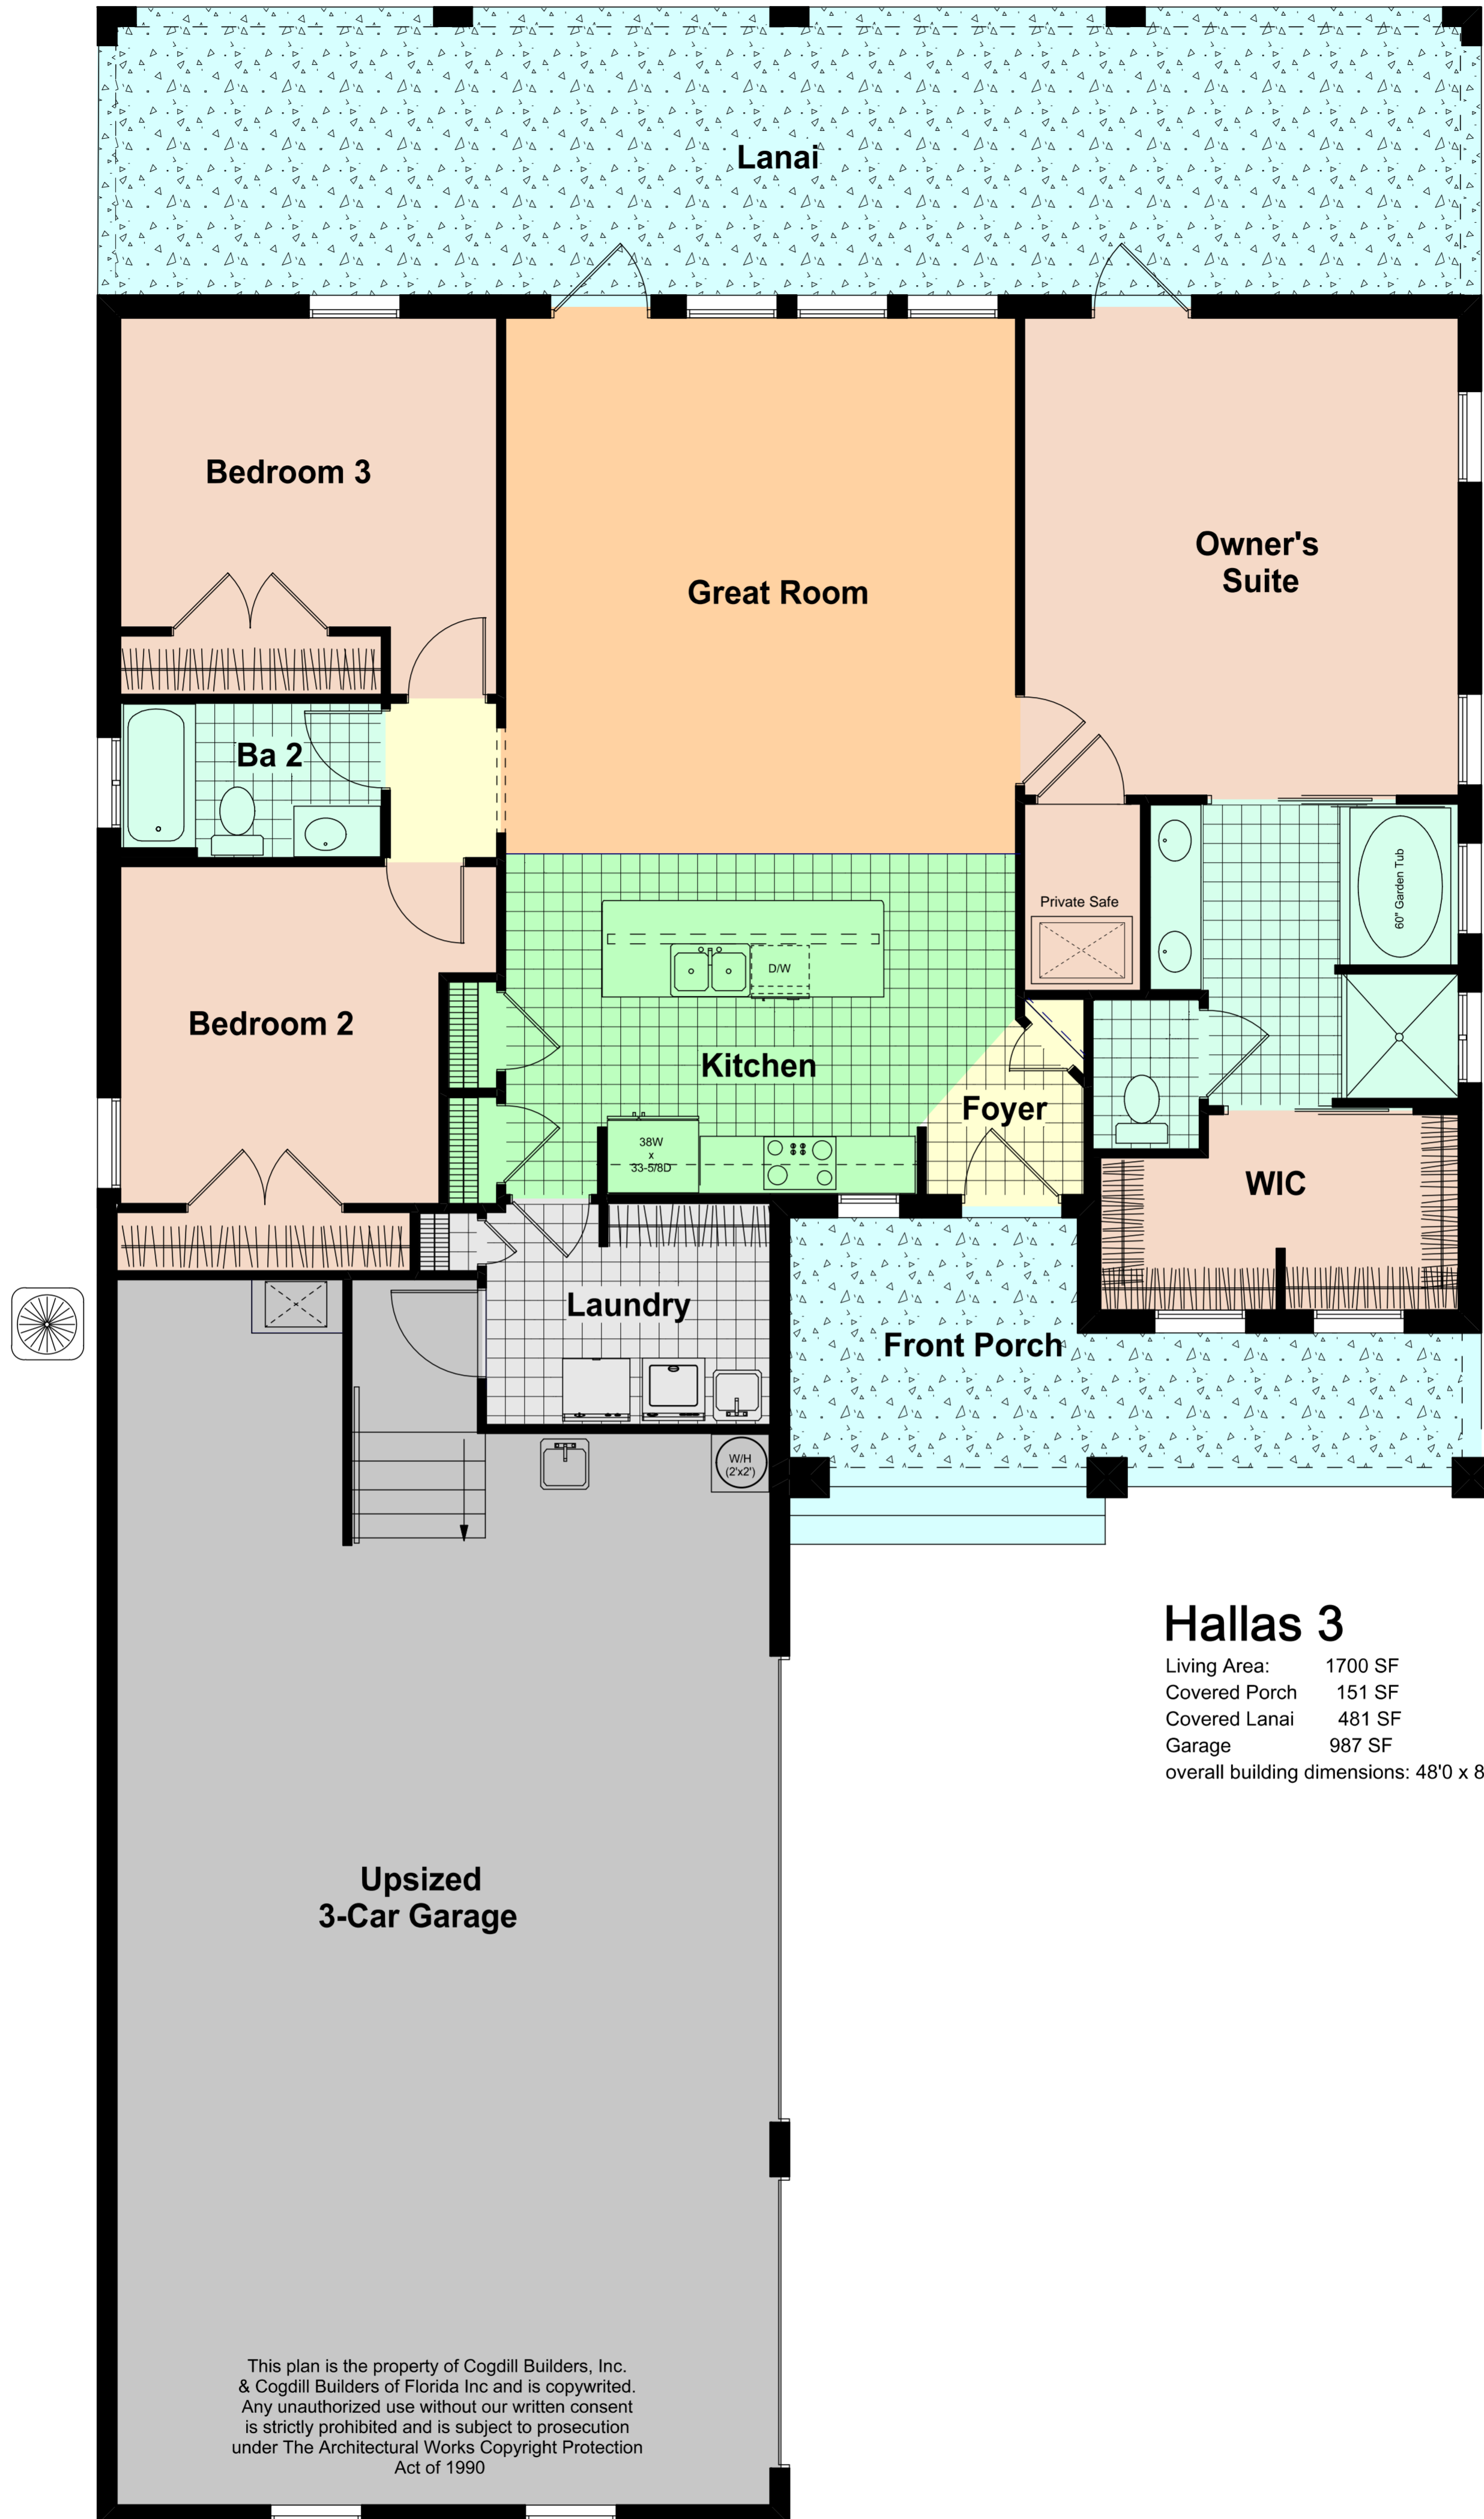 Lanai
Bedroom 3
Great Room
Owner's
Suite
Ba 2
60" Garden Tub
Private Safe
D/W
Bedroom 2
Kitchen
Foyer
38W
x
33-5/8D
WIC
Laundry
Front Porch
W/H
(2'x2')
Hallas 3
Living Area: 1700 SF
Covered Porch 151 SF
Covered Lanai 481 SF
Garage 987 SF
overall building dimensions: 48'0 x 8
Upsized
3-Car Garage
This plan is the property of Cogdill Builders, Inc.
& Cogdill Builders of Florida Inc and is copywrited.
Any unauthorized use without our written consent
is strictly prohibited and is subject to prosecution
under The Architectural Works Copyright Protection
Act of 1990